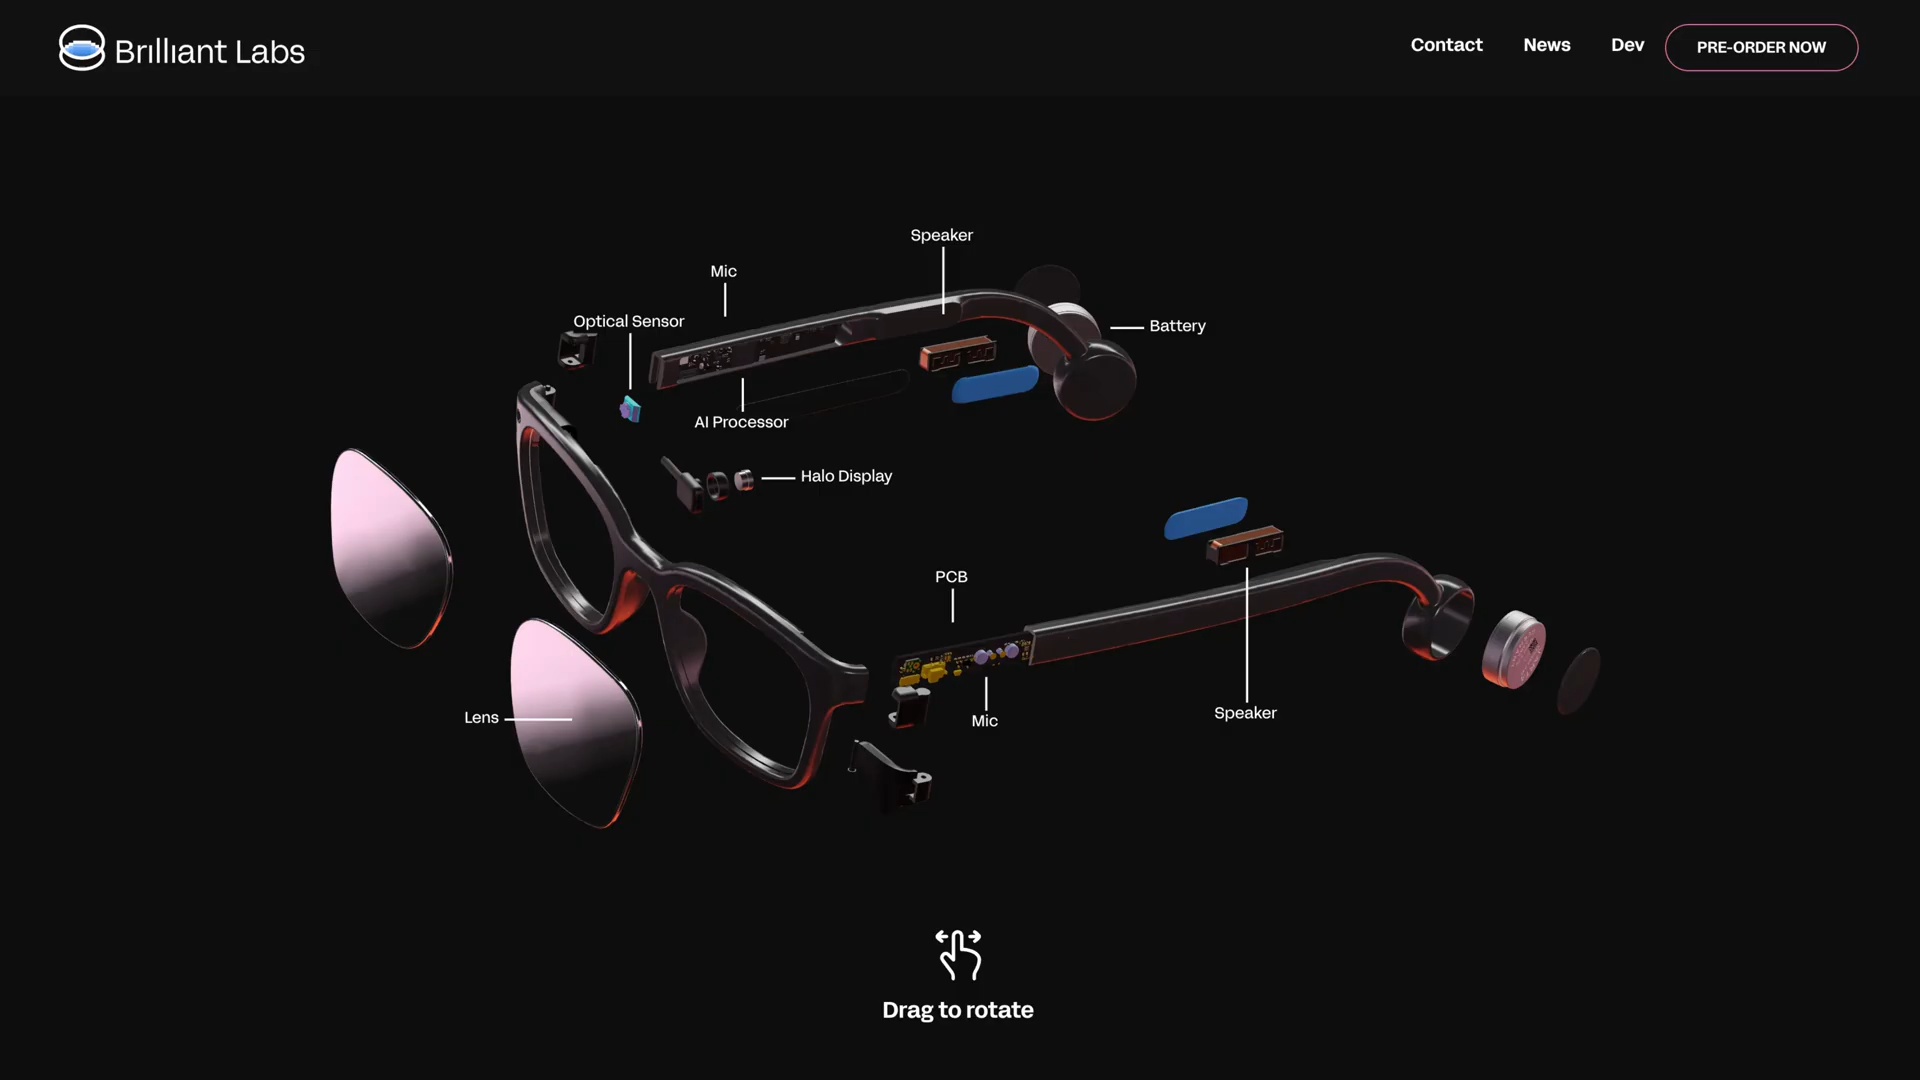 Brilliant Labs
Contact
News
Dev
PRE-ORDER NOW
Speaker
Mic
Optical Sensor
Battery
AI Processor
Halo Display
PCB
Lens
Mic
Speaker
Drag to rotate